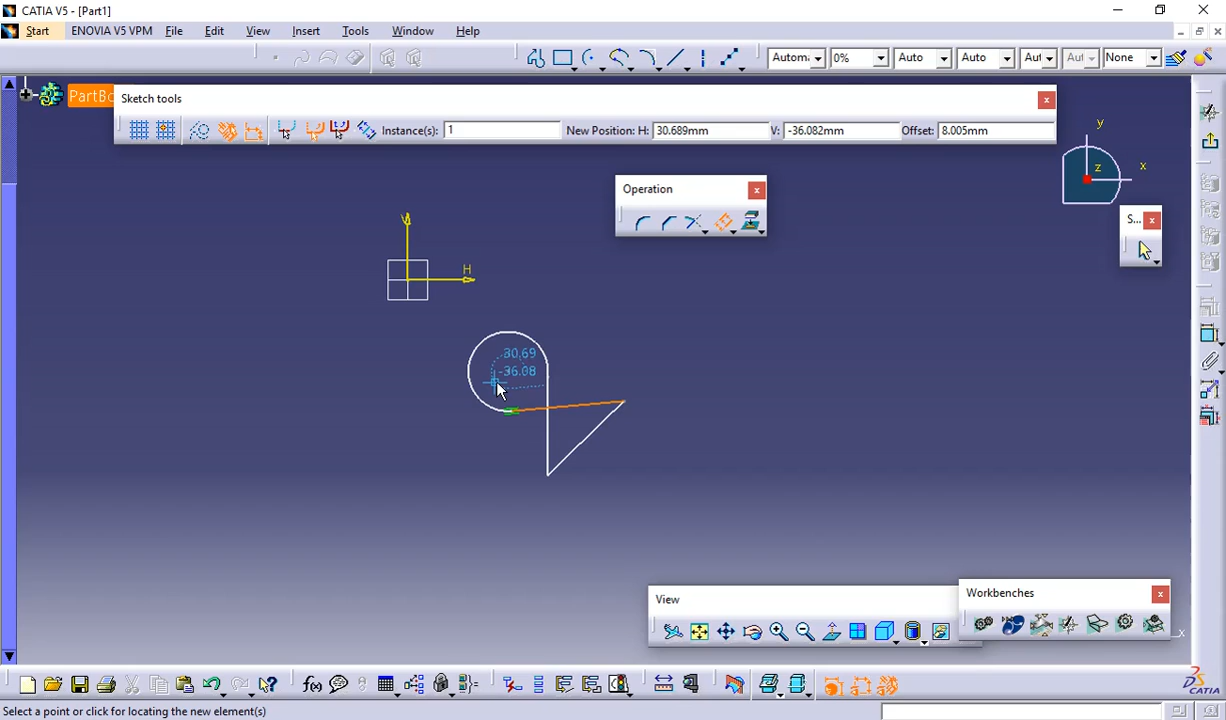 CATIA V5 - [Part1]
Start ENOVIA V5 VPM File Edit View Insert Tools Window Help
Autom 0% Auto Auto Aut Aut None
PartBo
Sketch tools
Instance(s): 1 New Position: H: 30.689mm V: -36.082mm Offset: 8.005mm
y
x
z
Operation
S...
V
H
30.69
-36.08
View
Workbenches
x
f(x)
DS
CATIA
Select a point or click for locating the new element(s)